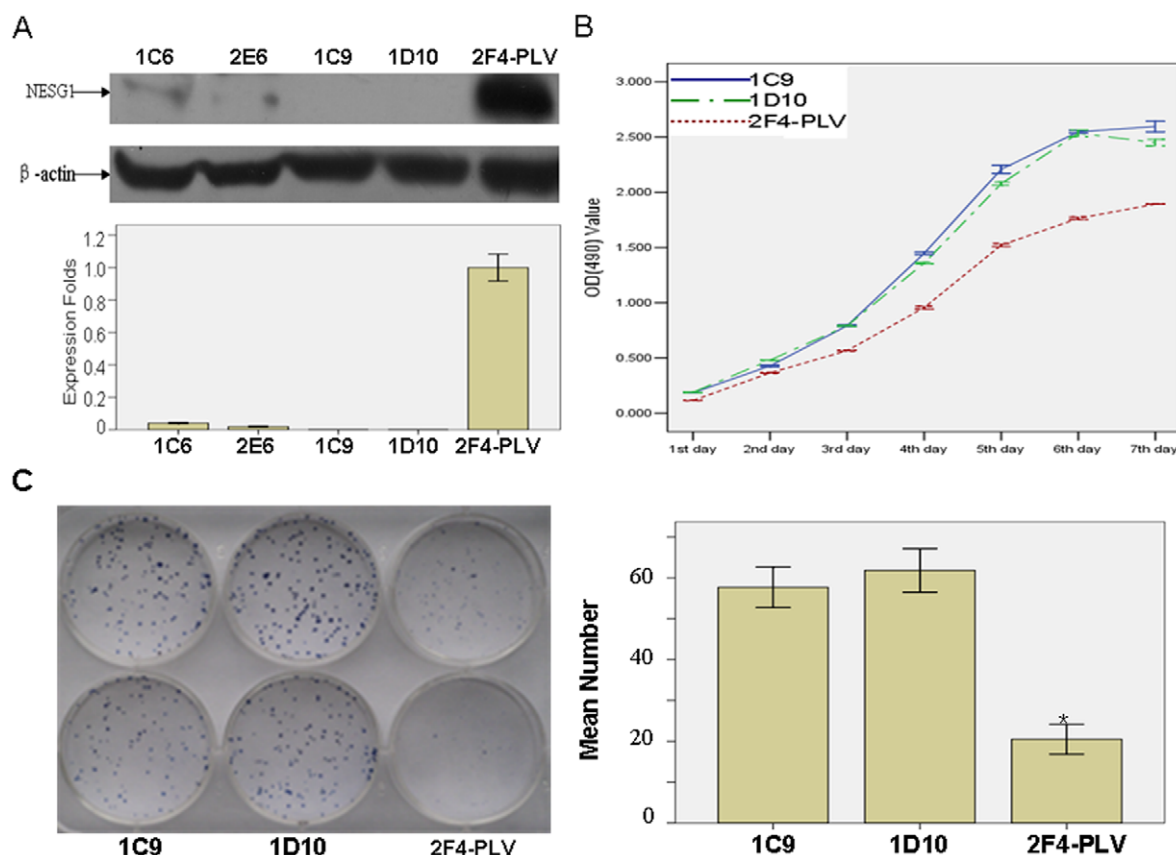 A
1C6 2E6 1C9 1D10 2F4-PLV
NESG1
β-actin
Expression Folds
1.2
1.0
0.8
0.6
0.4
0.2
0
1C6 2E6 1C9 1D10 2F4-PLV
B
1C9
1D10
2F4-PLV
OD(490) Value
3.000
2.500
2.000
1.500
1.000
0.500
0.000
1st day 2nd day 3rd day 4th day 5th day 6th day 7th day
C
1C9 1D10 2F4-PLV
Mean Number
60
40
20
0
*
1C9 1D10 2F4-PLV